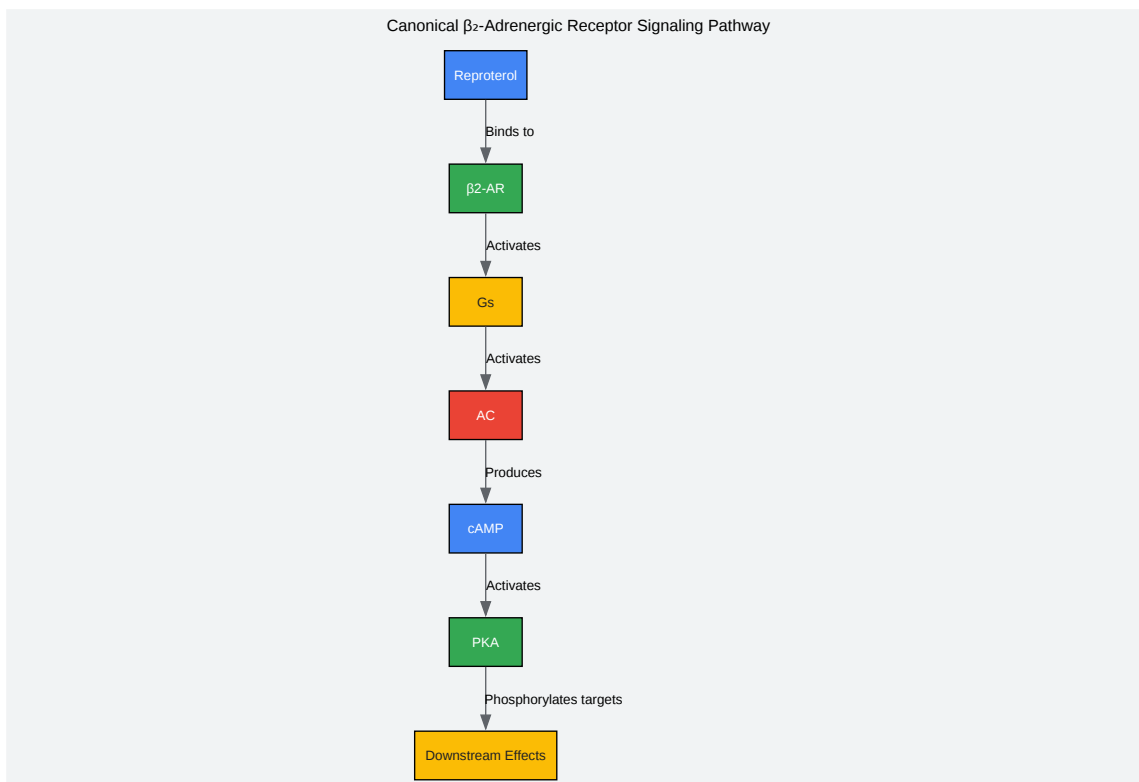 Canonical β₂-Adrenergic Receptor Signaling Pathway
Reproterol
Binds to
β2-AR
Activates
Gs
Activates
AC
Produces
cAMP
Activates
PKA
Phosphorylates targets
Downstream Effects